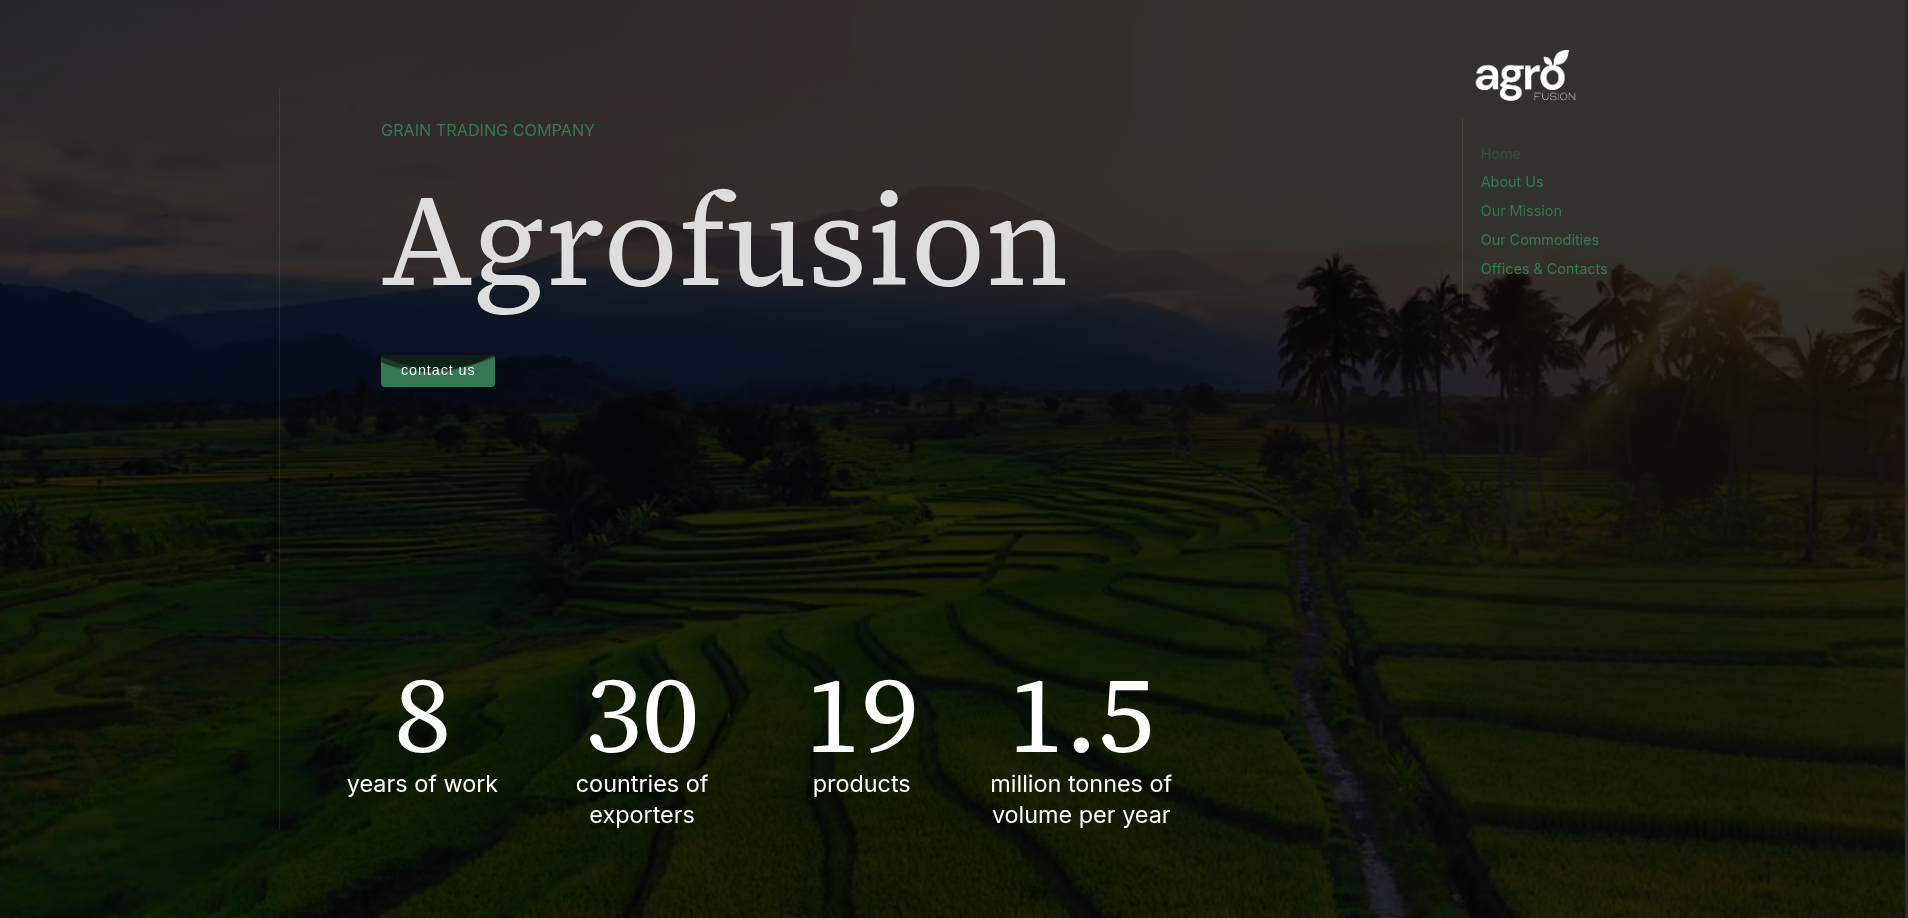 agro
FUSION
GRAIN TRADING COMPANY
Home
About Us
Our Mission
Our Commodities
Offices & Contacts
Agrofusion
contact us
8
years of work
30
countries of
exporters
19
products
1.5
million tonnes of
volume per year